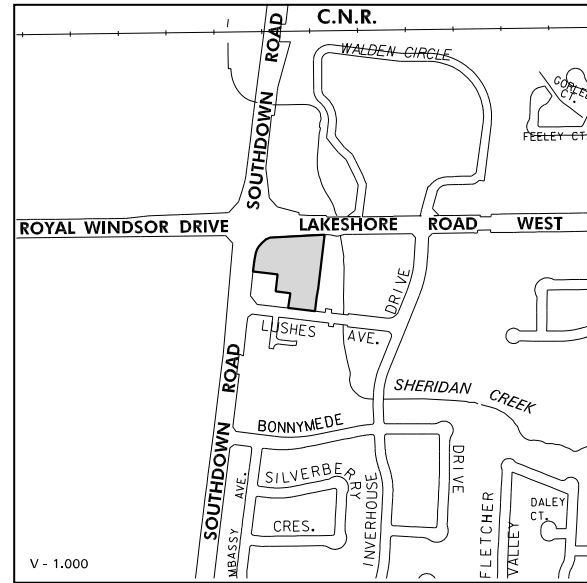 C.N.R.
SOUTHDOWN ROAD
WALDEN CIRCLE
CT.
FEELEY CT.
ROYAL WINDSOR DRIVE
LAKESHORE ROAD WEST
DRIVE
LUSHES AVE.
SOUTHDOWN ROAD
SHERIDAN CREEK
BONNYMEDE
DRIVE
SILVERBERRY
CRES.
INVERHOUSE
MBASSY AVE.
FLETCHER
VALLEY
DALEY
CT.
V - 1.000